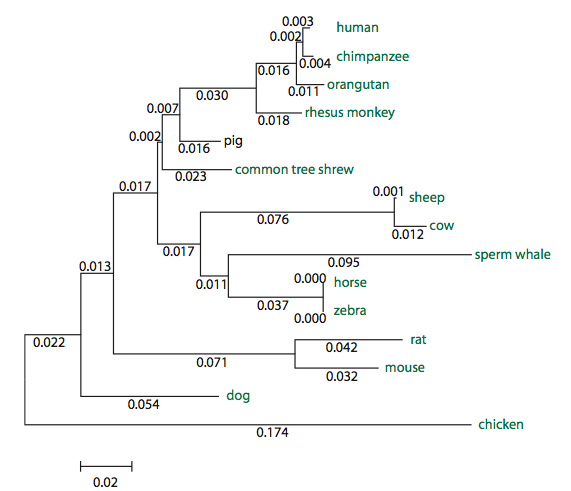 0.003
human
0.002
chimpanzee
0.004
0.016
orangutan
0.011
0.030
rhesus monkey
0.018
0.007
0.002
pig
0.016
common tree shrew
0.023
0.017
0.001
sheep
0.076
cow
0.012
0.017
sperm whale
0.095
0.013
0.011
0.000
horse
0.037
zebra
0.000
0.022
rat
0.042
0.071
mouse
0.032
dog
0.054
chicken
0.174
0.02